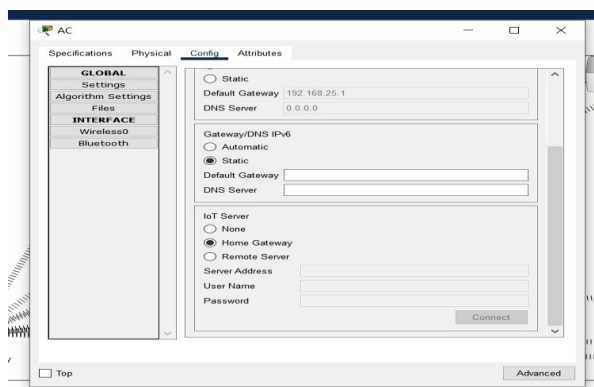 AC
Specifications Physical Config Attributes
GLOBAL
Settings
Algorithm Settings
Files
INTERFACE
Wireless0
Bluetooth
Static
Default Gateway 192.168.25.1
DNS Server 0.0.0.0
Gateway/DNS IPv6
Automatic
Static
Default Gateway
DNS Server
IoT Server
None
Home Gateway
Remote Server
Server Address
User Name
Password
Connect
Top
Advanced